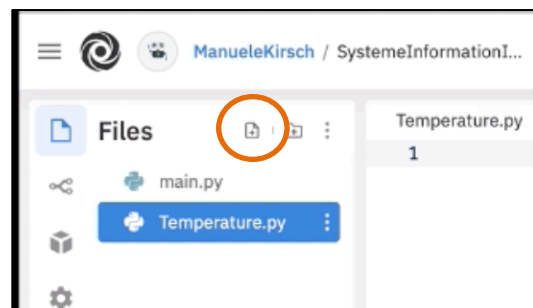 ManueleKirsch / SystemeInformationI...
Files
Temperature.py
1
main.py
Temperature.py